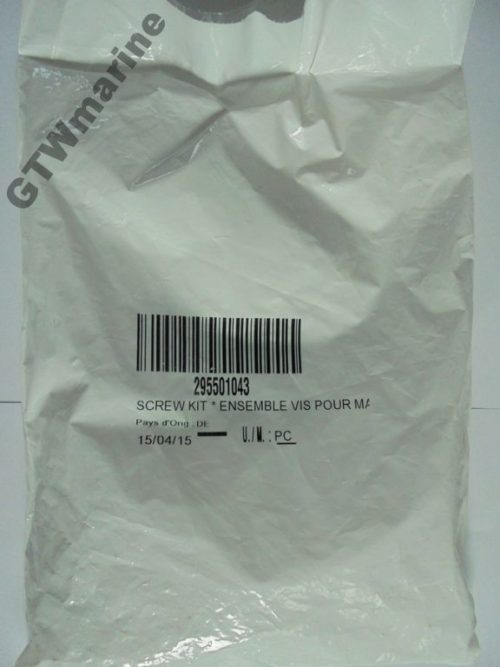 GTWmarine
295501043
SCREW KIT * ENSEMBLE VIS POUR MA
Pays d'Orig : DE
15/04/15 U./M. : PC